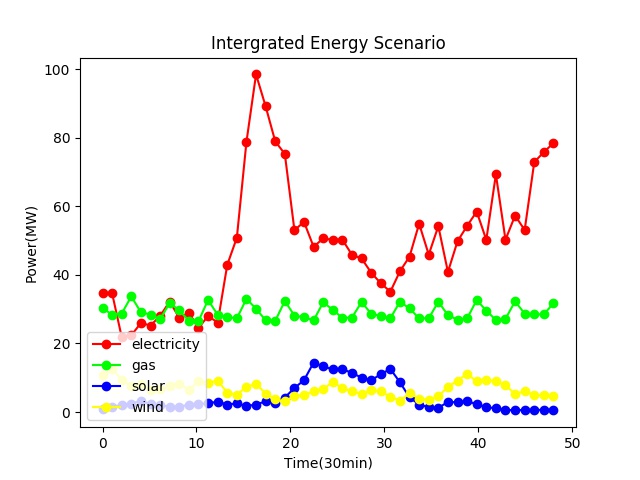 Intergrated Energy Scenario
Power(MW)
100
80
60
40
20
0
electricity
gas
solar
wind
0 10 20 30 40 50
Time(30min)